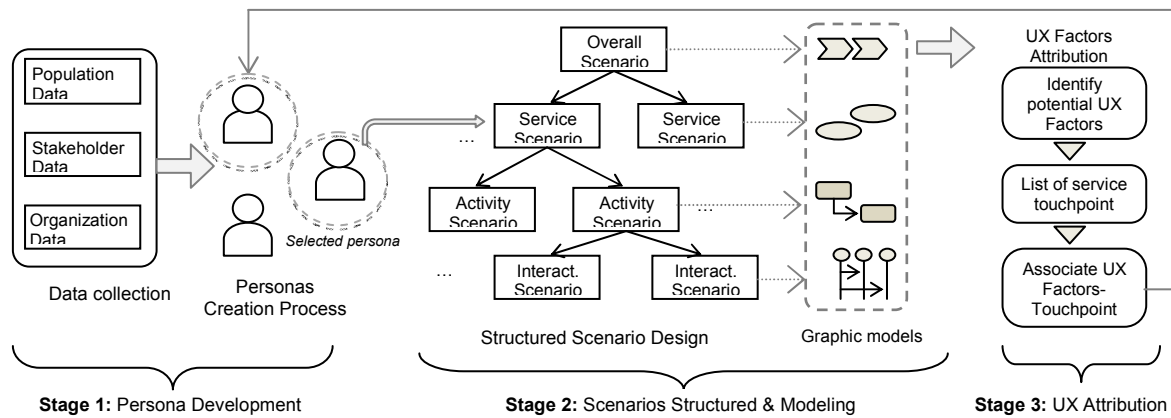 Population
Data
Stakeholder
Data
Organization
Data
Data collection
Selected persona
Personas
Creation Process
Stage 1: Persona Development
Overall
Scenario
Service
Scenario
Service
Scenario
...
Activity
Scenario
Activity
Scenario
...
...
Interact.
Scenario
Interact.
Scenario
Structured Scenario Design
Graphic models
Stage 2: Scenarios Structured & Modeling
UX Factors
Attribution
Identify
potential UX
Factors
List of service
touchpoint
Associate UX
Factors-
Touchpoint
Stage 3: UX Attribution